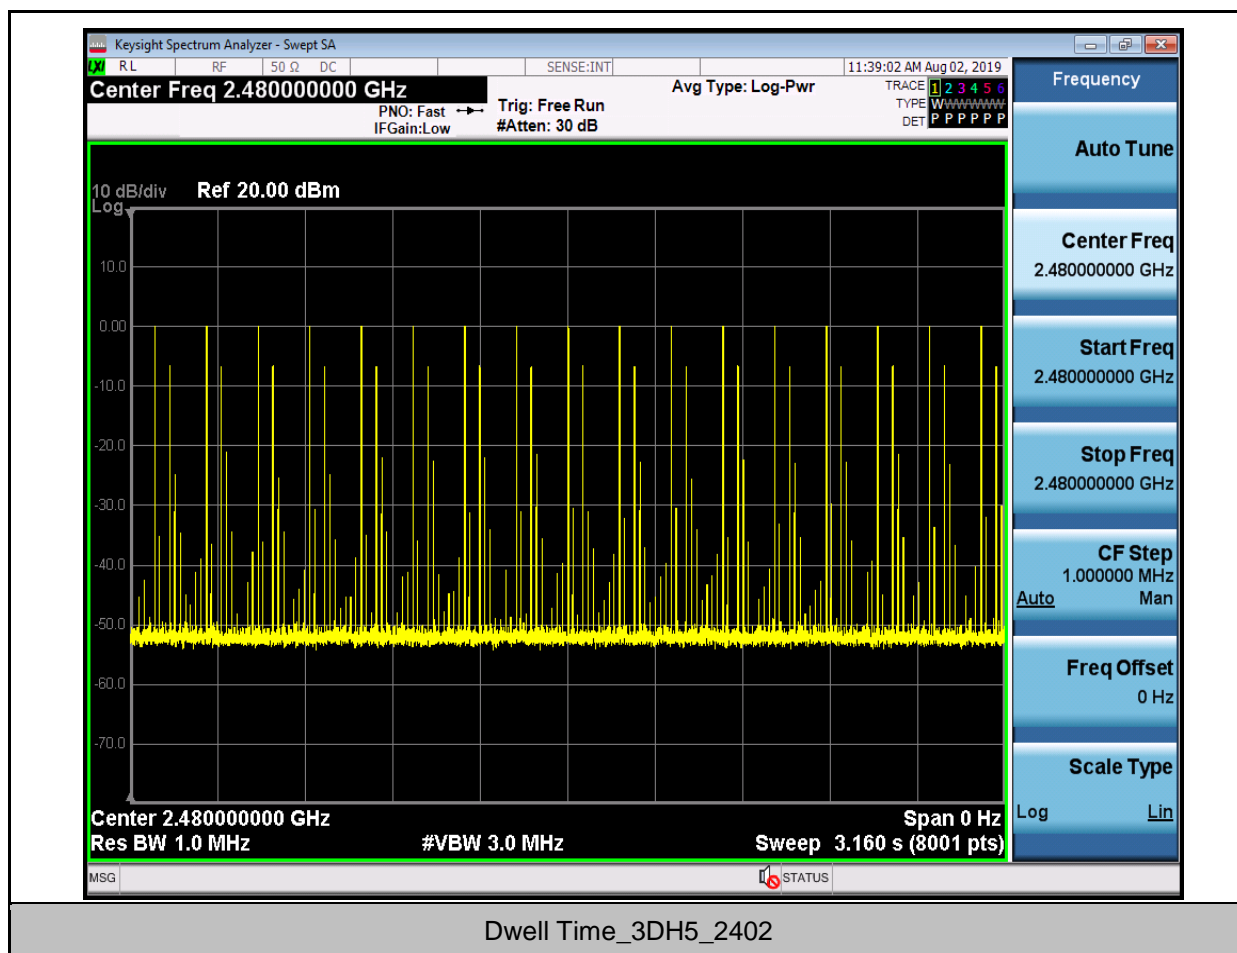 Keysight Spectrum Analyzer - Swept SA
LXI RL RF 50 Ω DC SENSE:INT 11:39:02 AM Aug 02, 2019
Center Freq 2.480000000 GHz
PNO: Fast
IFGain:Low
Trig: Free Run
#Atten: 30 dB
Avg Type: Log-Pwr
TRACE 1 2 3 4 5 6
TYPE W W W W W W
DET P P P P P P
10 dB/div Ref 20.00 dBm
Log
10.0
0.00
-10.0
-20.0
-30.0
-40.0
-50.0
-60.0
-70.0
Center 2.480000000 GHz Span 0 Hz
Res BW 1.0 MHz #VBW 3.0 MHz Sweep 3.160 s (8001 pts)
MSG STATUS
Frequency
Auto Tune
Center Freq
2.480000000 GHz
Start Freq
2.480000000 GHz
Stop Freq
2.480000000 GHz
CF Step
1.000000 MHz
Auto Man
Freq Offset
0 Hz
Scale Type
Log Lin
Dwell Time_3DH5_2402